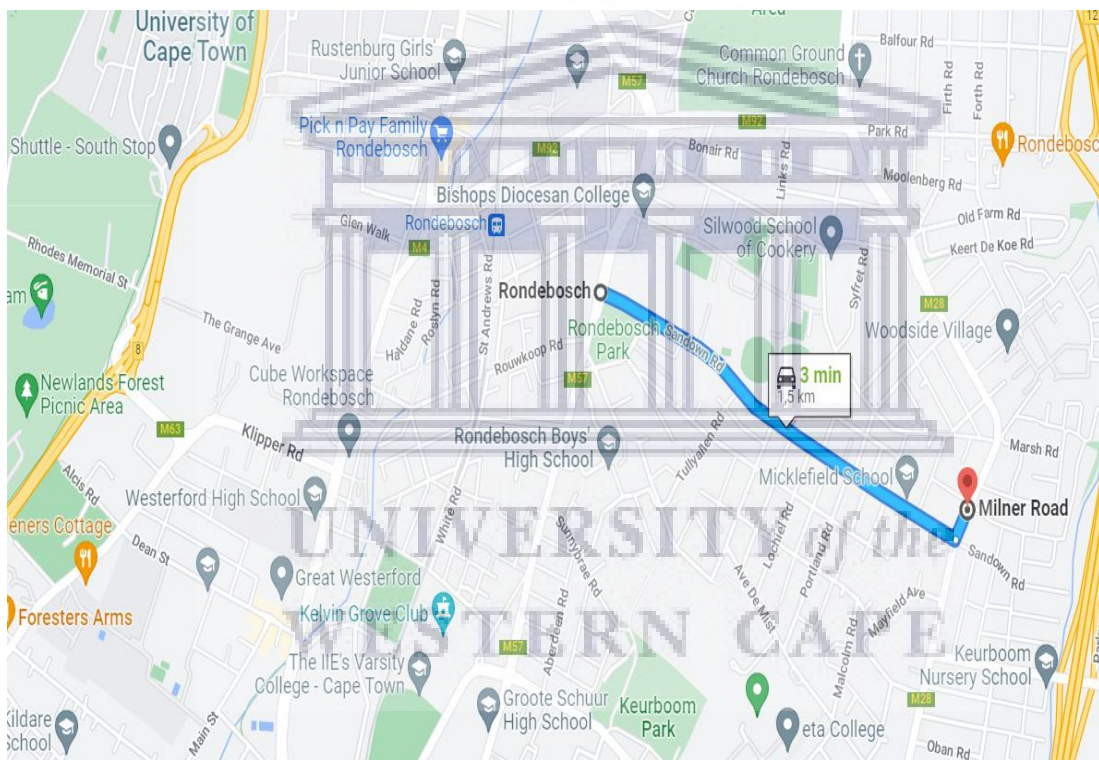 University of
Cape Town
Rustenburg Girls'
Junior School
M57
Common Ground
Church Rondebosch
Balfour Rd
12
Firth Rd
Forth Rd
Shuttle - South Stop
Pick n Pay Family
Rondebosch
M92
M92
Park Rd
Bonair Rd
Links Rd
Moolenberg Rd
Bishops Diocesan College
Glen Walk
Rondebosch
M4
Silwood School
of Cookery
Old Farm Rd
Keert De Koe Rd
Rhodes Memorial St
St Andrews Rd
Haldane Rd
Roslyn Rd
Rondebosch
Syfret Rd
M28
The Grange Ave
Rondebosch
Park
Sandown Rd
Woodside Village
8
Rouwkoop Rd
M57
3 min
1,5 km
Newlands Forest
Picnic Area
Cube Workspace
Rondebosch
M63
Klipper Rd
Rondebosch Boys'
High School
Tullyallen Rd
Marsh Rd
Alcis Rd
Westerford High School
White Rd
Micklefield School
Milner Road
UNIVERSITY of the
WESTERN CAPE
Dean St
Sunnybrae Rd
Lochiel Rd
Portland Rd
Sandown Rd
Great Westerford
Ave De Mist
Mayfield Ave
Foresters Arms
Kelvin Grove Club
Aberdeen Rd
Malcolm Rd
M57
The IIE's Varsity
College - Cape Town
Keurboom
Nursery School
Groote Schuur
High School
Keurboom
Park
M28
Main St
eta College
Oban Rd